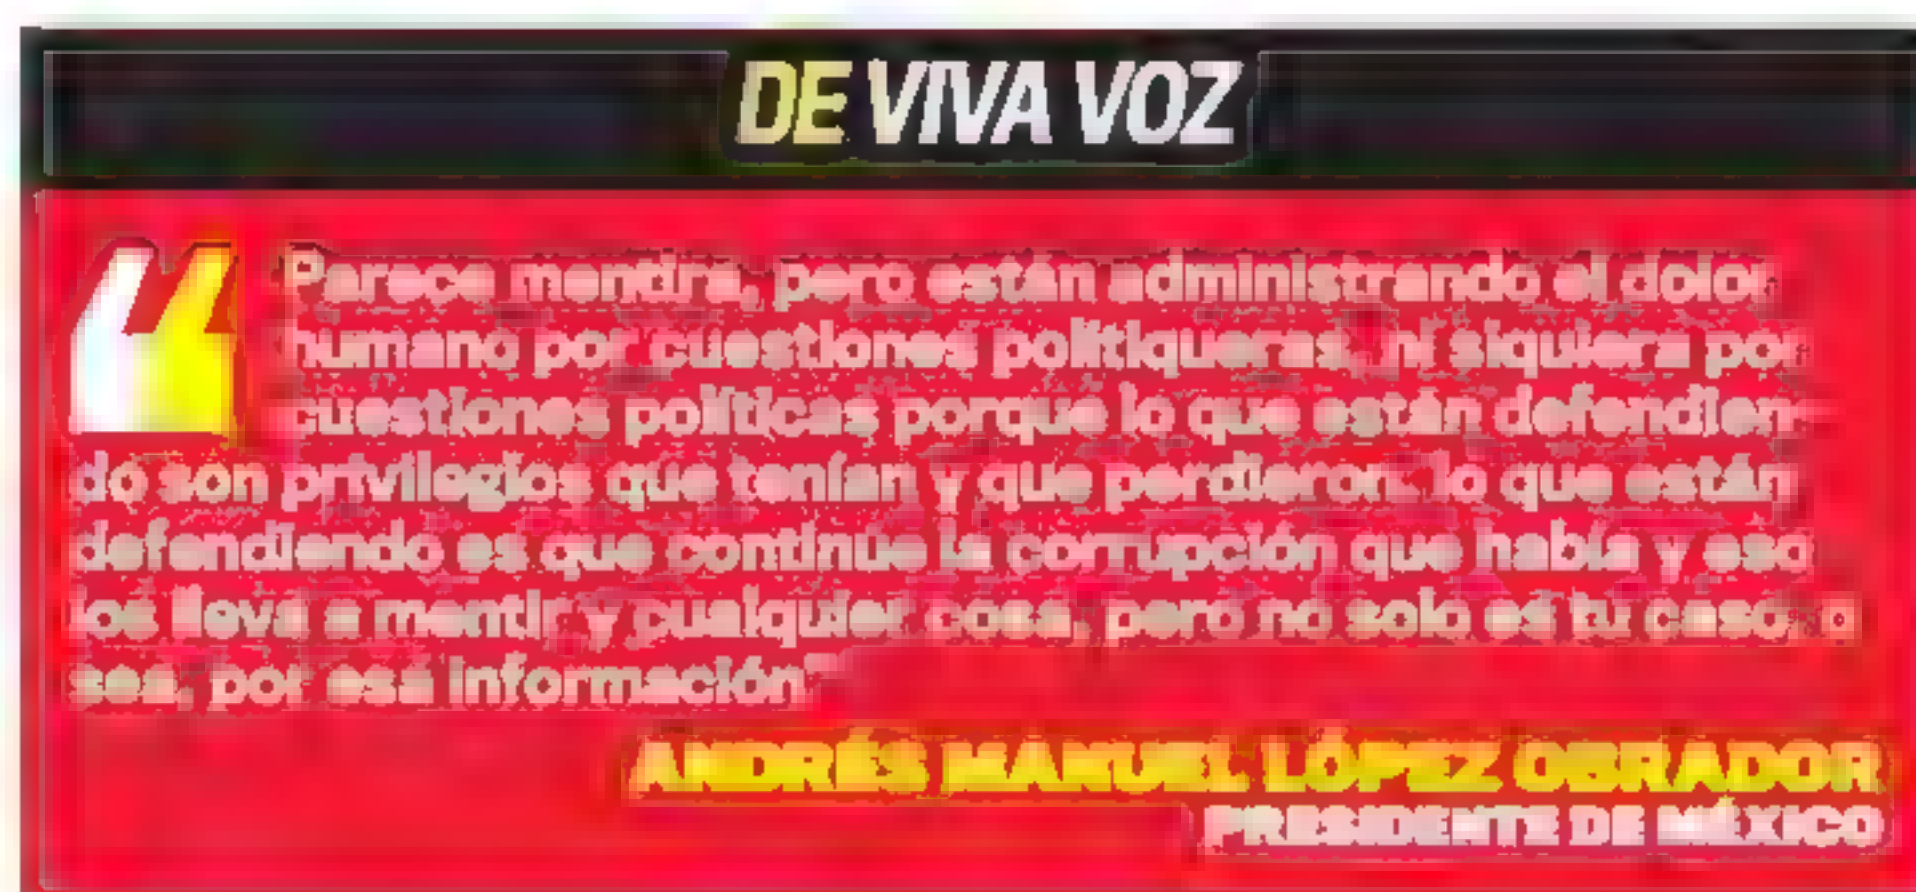 DE VIVA VOZ
Parece mentira, pero están administrando el dolor
humano por cuestiones politiqueras, ni siquiera por
cuestiones políticas porque lo que están defendien-
do son privilegios que tenían y que perdieron, lo que están
defendiendo es que continúe la corrupción que había y eso
los lleva a mentir y cualquier cosa, pero no solo es tu caso, o
sea, por esa información"
ANDRÉS MANUEL LÓPEZ OBRADOR
PRESIDENTE DE MÉXICO